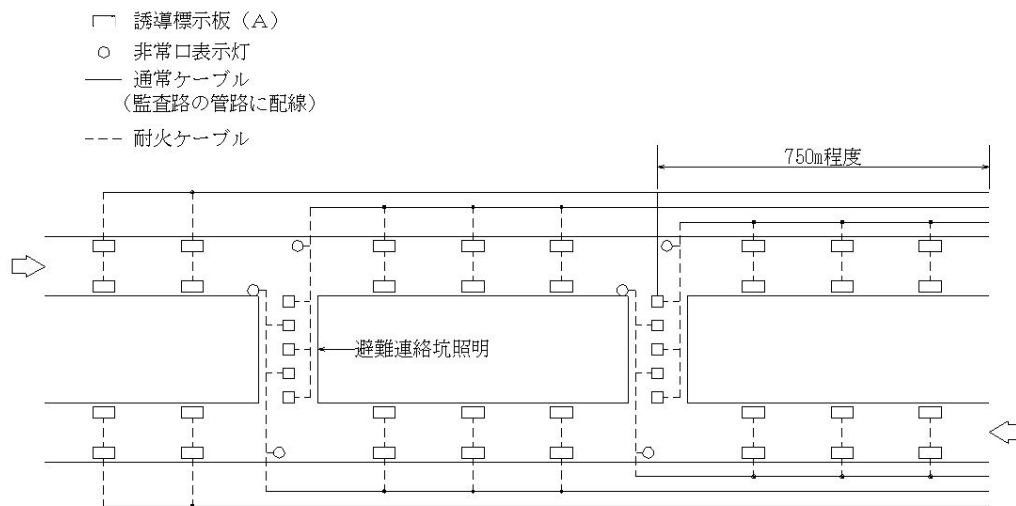 誘導標示板（A）
非常口表示灯
通常ケーブル
（監査路の管路に配線）
耐火ケーブル
750m程度
避難連絡坑照明